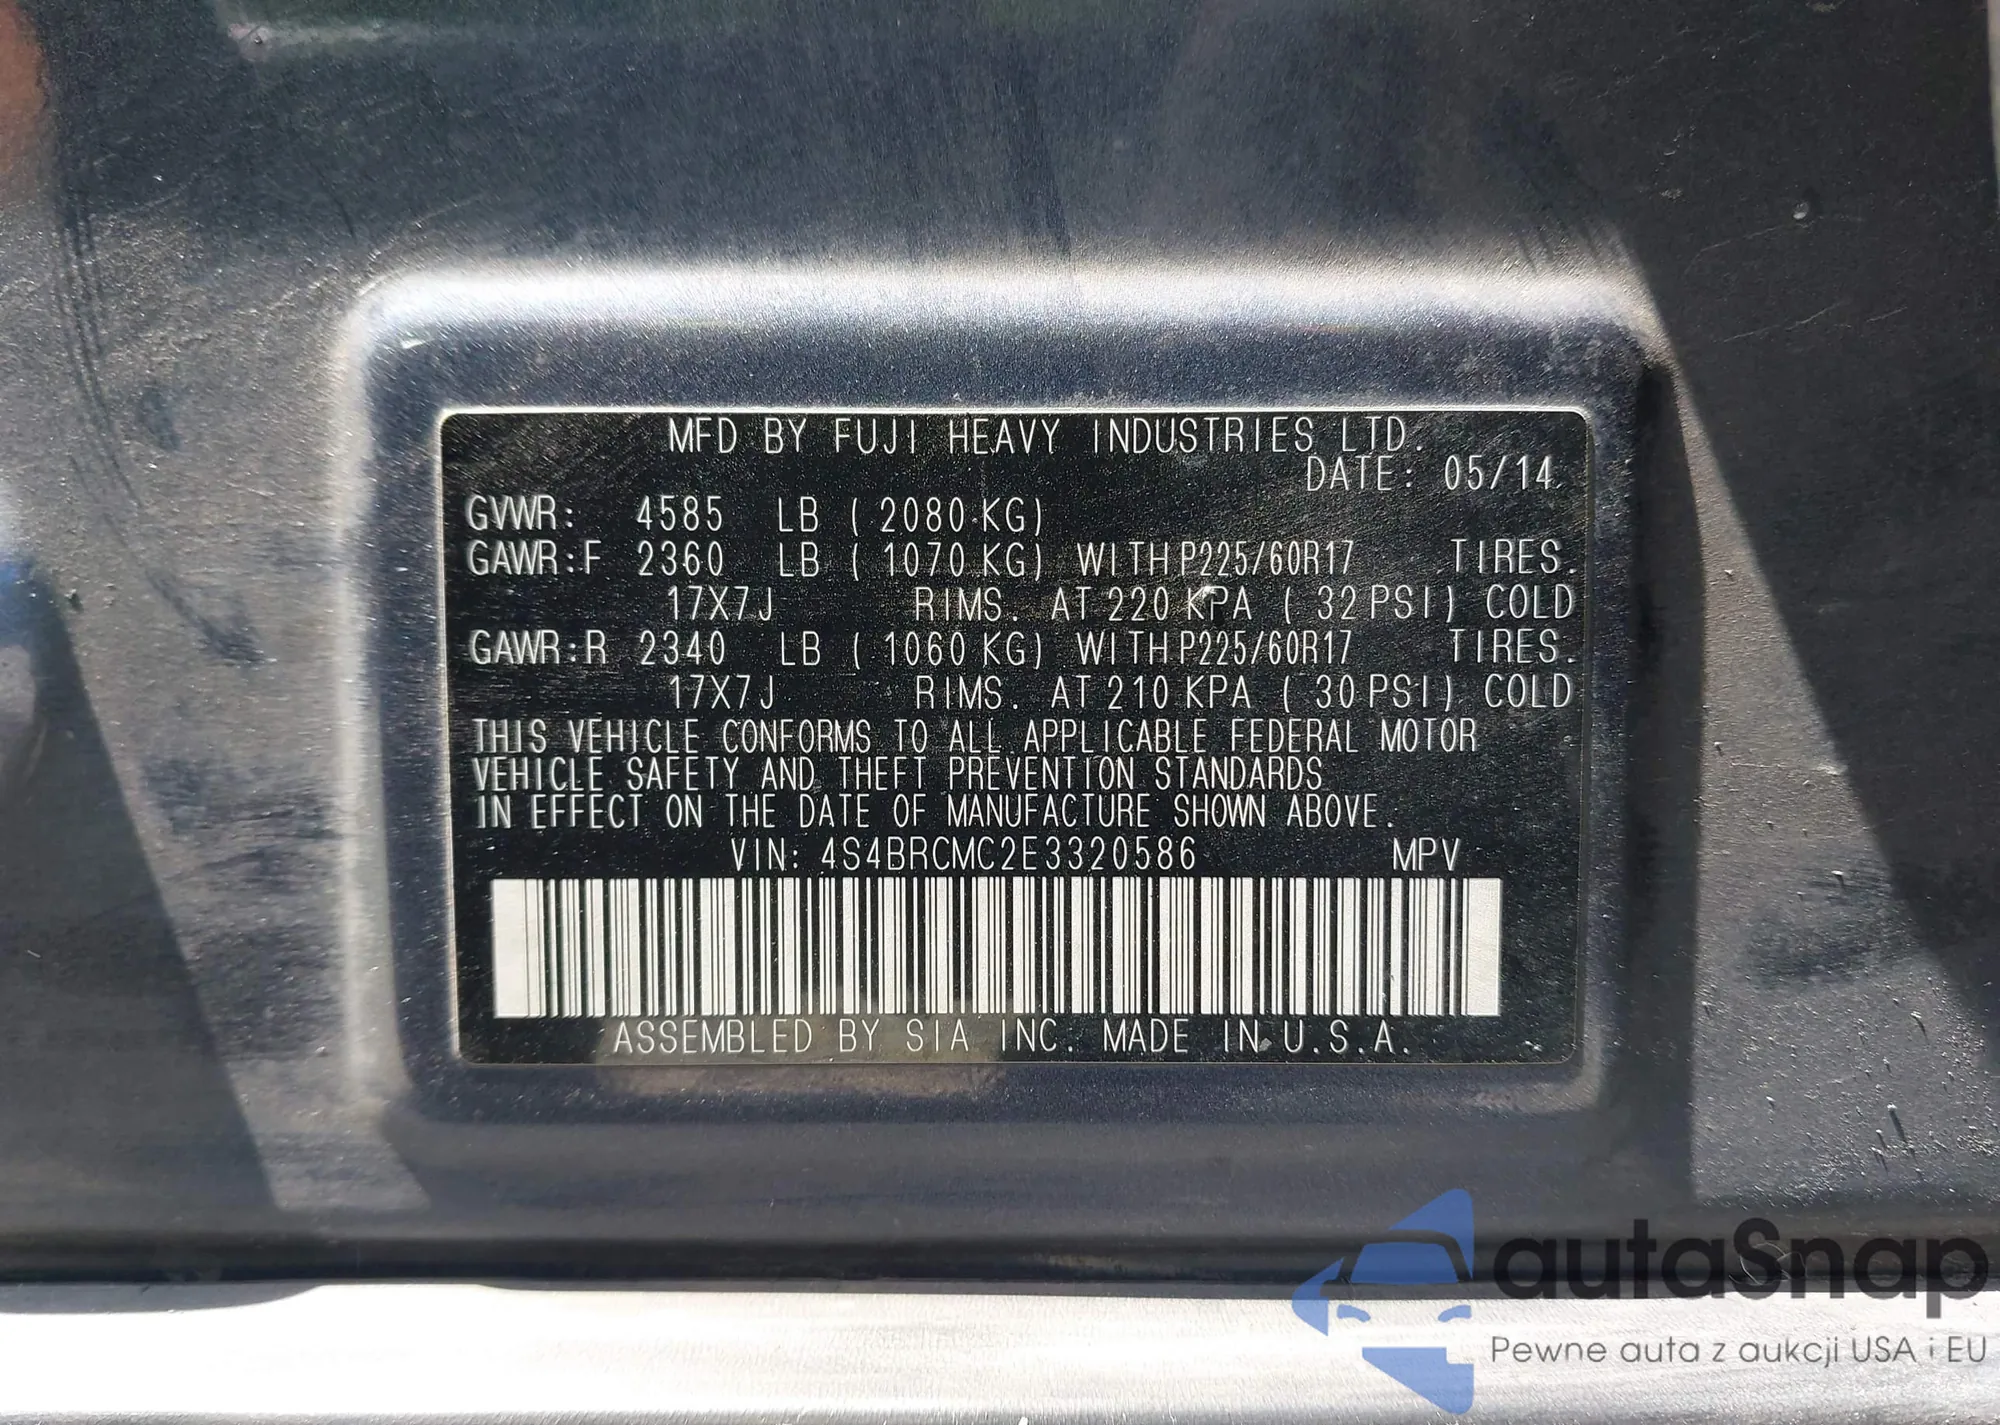 MFD BY FUJI HEAVY INDUSTRIES LTD.
DATE: 05/14
GVWR: 4585 LB ( 2080 KG)
GAWR:F 2360 LB ( 1070 KG) WITH P225/60R17 TIRES.
17X7J RIMS. AT 220 KPA ( 32 PSI) COLD
GAWR:R 2340 LB ( 1060 KG) WITH P225/60R17 TIRES.
17X7J RIMS. AT 210 KPA ( 30 PSI) COLD
THIS VEHICLE CONFORMS TO ALL APPLICABLE FEDERAL MOTOR
VEHICLE SAFETY AND THEFT PREVENTION STANDARDS
IN EFFECT ON THE DATE OF MANUFACTURE SHOWN ABOVE.
VIN: 4S4BRCMC2E3320586 MPV
ASSEMBLED BY SIA INC. MADE IN U.S.A.
autoSnap
Pewne auta z aukcji USA i EU